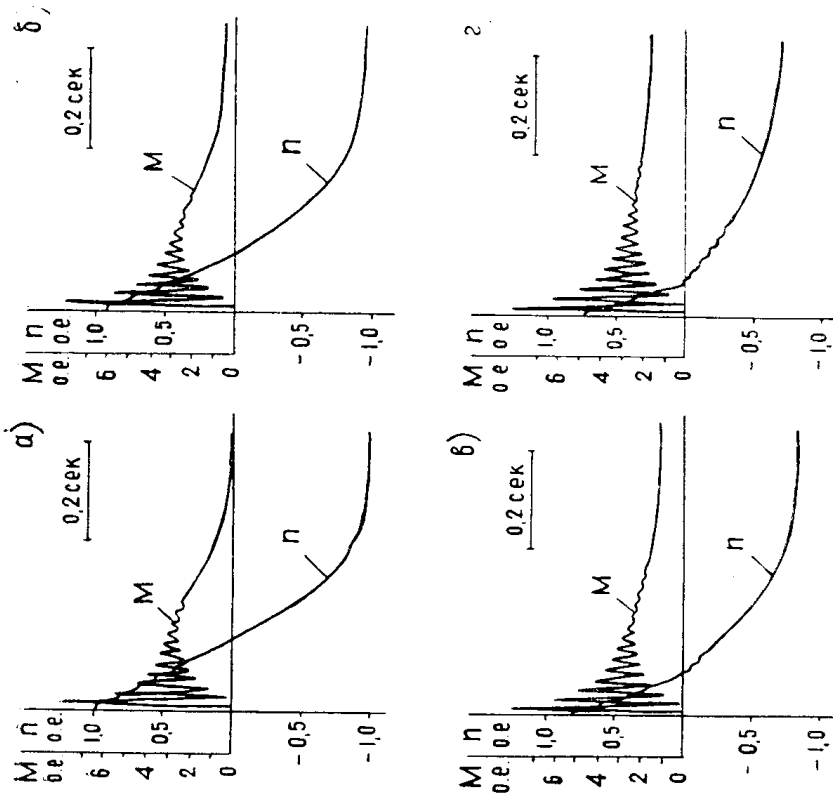 а)
M n
о.е. о.е.
0,2 сек
6 1,0
4
M
0,5
2
0
n
- 0,5
- 1,0
б)
M n
о.е. о.е
0,2 сек
6 1,0
4
M
0,5
2
0
n
- 0,5
- 1,0
в)
M n
о.е. о.е
0,2 сек
6 1,0
4
M
0,5
2
0
n
- 0,5
- 1,0
г
M n
о.е о.е
0,2 сек
6 1,0
4
M
0,5
2
0
n
- 0,5
- 1,0